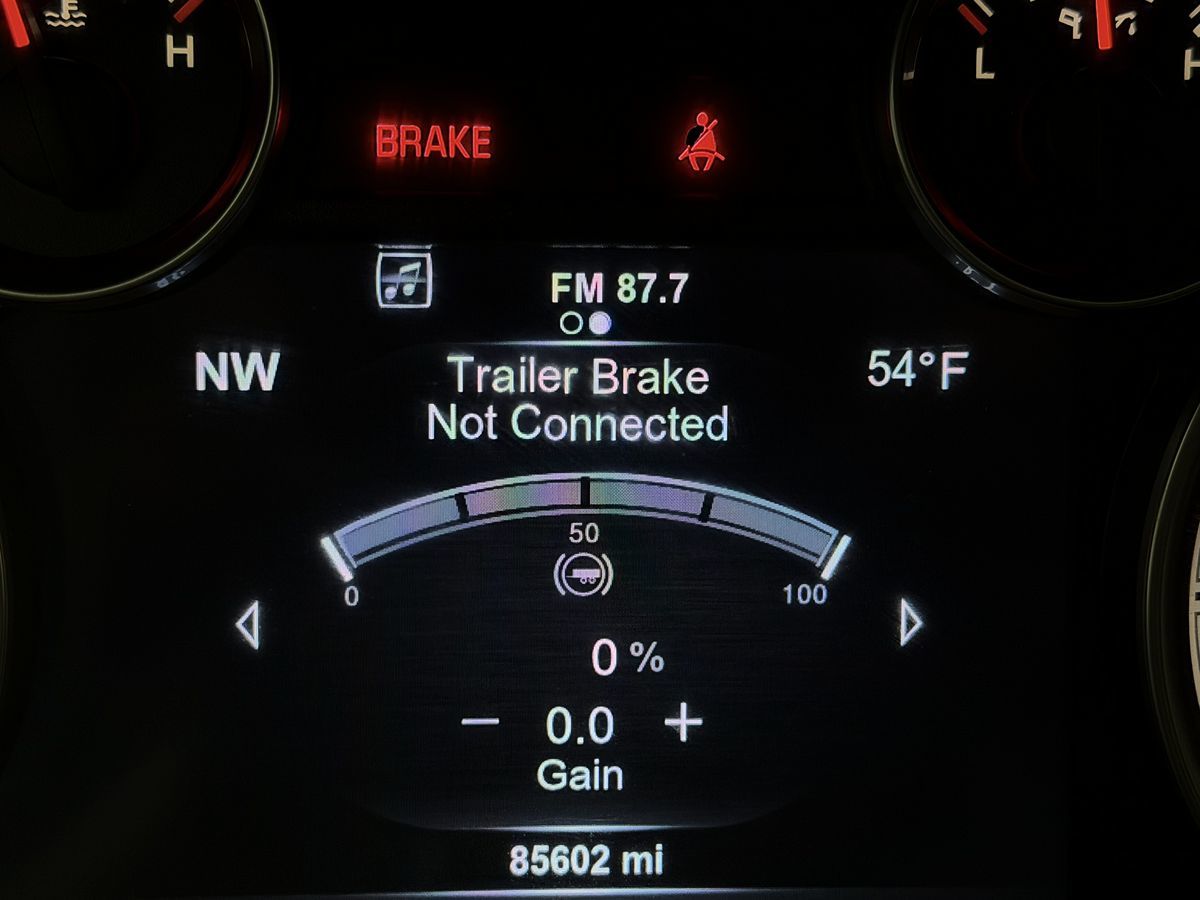 H
L
H
BRAKE
FM 87.7
NW
Trailer Brake
54°F
Not Connected
50
0
100
0 %
− 0.0 +
Gain
85602 mi